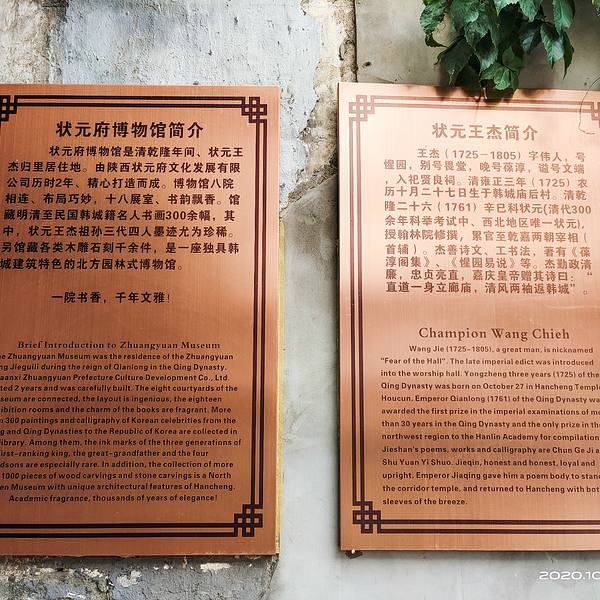 状元府博物馆简介
状元府博物馆是清乾隆年间、状元王
杰归里居住地。由陕西状元府文化发展有限
公司历时2年、精心打造而成。博物馆八院
相连、布局巧妙,十八展室、书韵飘香。馆
藏明清至民国韩城籍名人书画300余幅,其
中,状元王杰祖孙三代四人墨迹尤为珍稀。
另馆藏各类木雕石刻千余件,是一座独具韩
城建筑特色的北方园林式博物馆。
一院书香,千年文雅!
Brief Introduction to Zhuangyuan Museum
Zhuangyuan Museum was the residence of the Zhuangyuan
Jiegulli during the reign of Qianlong in the Qing Dynasty.
Zhuangyuan Prefecture Culture Development Co., Ltd.
2 years and was carefully built. The eight courtyards of the
are connected, the layout is ingenious, the eighteen
rooms and the charm of the books are fragrant. More
300 paintings and calligraphy of Korean celebrities from the
and Qing Dynasties to the Republic of Korea are collected in
library. Among them, the ink marks of the three generations of
first-ranking king, the great-grandfather and the four
are especially rare. In addition, the collection of more
1000 pieces of wood carvings and stone carvings is a North
Museum with unique architectural features of Hancheng.
Academic fragrance, thousands of years of elegance!
状元王杰简介
王杰(1725-1805)字伟人,号
惺园,别号畏堂,晚号葆淳,谥号文端
,入祀贤良祠。清雍正三年(1725)农
历十月二十七日生于韩城庙后村。清乾
隆二十六(1761)辛巳科状元(清代300
余年科举考试中、西北地区唯一状元),
授翰林院修撰,累官至乾嘉两朝宰相(
首辅)。杰善诗文、工书法,著有《葆
淳阁集》、《惺园易说》等。杰勤政清
廉,忠贞亮直,嘉庆皇帝赠其诗曰:“
直道一身立廊庙,清风两袖返韩城”。
Champion Wang Chieh
Wang Jie (1725-1805), a great man, is nicknamed
"Fear of the Hall". The late imperial edict was introduced
into the worship hall. Yongzheng three years (1725) of the
Qing Dynasty was born on October 27 in Hancheng Temple
Houcun. Emperor Qianlong (1761) of the Qing Dynasty was
awarded the first prize in the imperial examinations of more
than 30 years in the Qing Dynasty and the only prize in the
northwest region to the Hanlin Academy for compilation.
Jieshan's poems, works and calligraphy are Chun Ge Ji a
Shu Yuan Yi Shuo. Jieqin, honest and honest, loyal and
upright. Emperor Jiaqing gave him a poem body to stand
the corridor temple, and returned to Hancheng with both
sleeves of the breeze.
2020.10